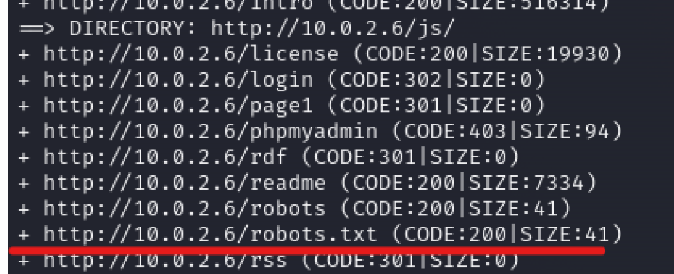 + http://10.0.2.6/intro (CODE:200|SIZE:516314)
⟹ DIRECTORY: http://10.0.2.6/js/
+ http://10.0.2.6/license (CODE:200|SIZE:19930)
+ http://10.0.2.6/login (CODE:302|SIZE:0)
+ http://10.0.2.6/page1 (CODE:301|SIZE:0)
+ http://10.0.2.6/phpmyadmin (CODE:403|SIZE:94)
+ http://10.0.2.6/rdf (CODE:301|SIZE:0)
+ http://10.0.2.6/readme (CODE:200|SIZE:7334)
+ http://10.0.2.6/robots (CODE:200|SIZE:41)
+ http://10.0.2.6/robots.txt (CODE:200|SIZE:41)
+ http://10.0.2.6/rss (CODE:301|SIZE:0)